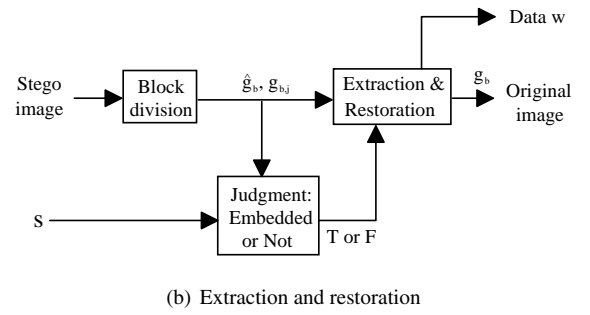 Data w
Stego
image
Block
division
ĝb, gb,j
Extraction &
Restoration
gb
Original
image
S
Judgment:
Embedded
or Not
T or F
(b) Extraction and restoration